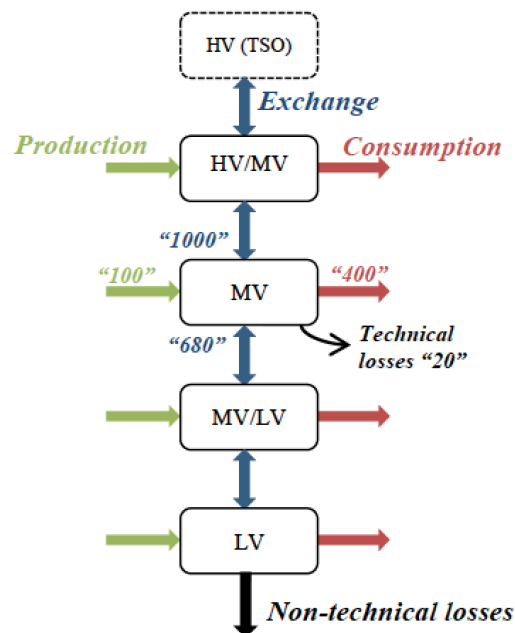 HV (TSO)
Exchange
Production
Consumption
HV/MV
“1000”
“100”
“400”
MV
Technical
losses “20”
“680”
MV/LV
LV
Non-technical losses